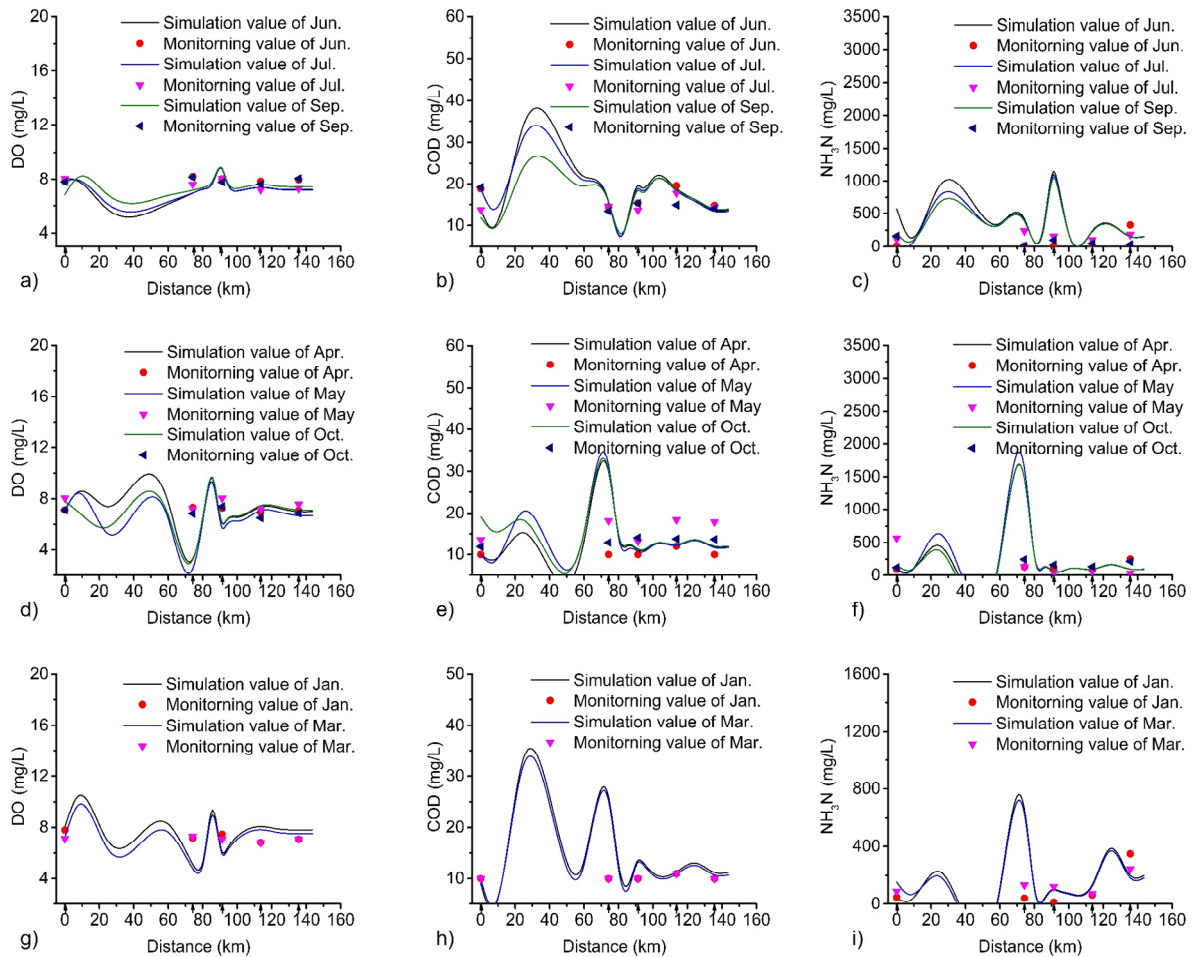 20
16
12
8
4
DO (mg/L)
Simulation value of Jun.
Monitorning value of Jun.
Simulation value of Jul.
Monitorning value of Jul.
Simulation value of Sep.
Monitorning value of Sep.
0 20 40 60 80 100 120 140 160
Distance (km)
a)
60
50
40
30
20
10
COD (mg/L)
Simulation value of Jun.
Monitorning value of Jun.
Simulation value of Jul.
Monitorning value of Jul.
Simulation value of Sep.
Monitorning value of Sep.
0 20 40 60 80 100 120 140 160
Distance (km)
b)
3500
3000
2500
2000
1500
1000
500
0
NH3N (mg/L)
Simulation value of Jun.
Monitorning value of Jun.
Simulation value of Jul.
Monitorning value of Jul.
Simulation value of Sep.
Monitorning value of Sep.
0 20 40 60 80 100 120 140 160
Distance (km)
c)
20
16
12
8
4
DO (mg/L)
Simulation value of Apr.
Monitorning value of Apr.
Simulation value of May
Monitorning value of May
Simulation value of Oct.
Monitorning value of Oct.
0 20 40 60 80 100 120 140 160
Distance (km)
d)
60
50
40
30
20
10
COD (mg/L)
Simulation value of Apr.
Monitorning value of Apr.
Simulation value of May
Monitorning value of May
Simulation value of Oct.
Monitorning value of Oct.
0 20 40 60 80 100 120 140 160
Distance (km)
e)
3500
3000
2500
2000
1500
1000
500
0
NH3N (mg/L)
Simulation value of Apr.
Monitorning value of Apr.
Simulation value of May
Monitorning value of May
Simulation value of Oct.
Monitorning value of Oct.
0 20 40 60 80 100 120 140 160
Distance (km)
f)
20
16
12
8
4
DO (mg/L)
Simulation value of Jan.
Monitorning value of Jan.
Simulation value of Mar.
Monitorning value of Mar.
0 20 40 60 80 100 120 140 160
Distance (km)
g)
50
40
30
20
10
COD (mg/L)
Simulation value of Jan.
Monitorning value of Jan.
Simulation value of Mar.
Monitorning value of Mar.
0 20 40 60 80 100 120 140 160
Distance (km)
h)
1600
1200
800
400
0
NH3N (mg/L)
Simulation value of Jan.
Monitorning value of Jan.
Simulation value of Mar.
Monitorning value of Mar.
0 20 40 60 80 100 120 140 160
Distance (km)
i)